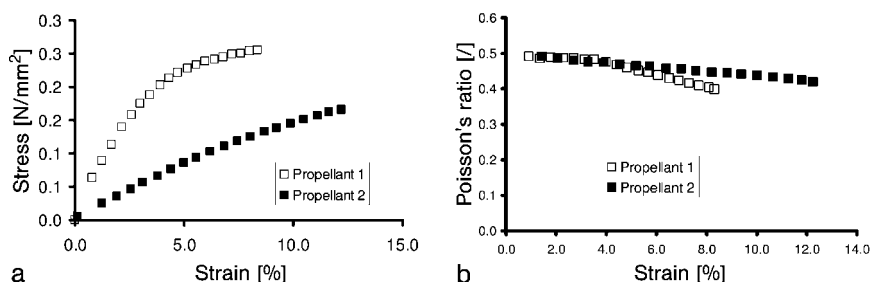 0.3
0.3
0.2
0.2
0.1
0.1
0.0
0.0
5.0
10.0
15.0
Stress [N/mm²]
Strain [%]
Propellant 1
Propellant 2
a
0.6
0.5
0.4
0.3
0.2
0.1
0.0
0.0
2.0
4.0
6.0
8.0
10.0
12.0
14.0
Poisson's ratio [/]
Strain [%]
Propellant 1
Propellant 2
b